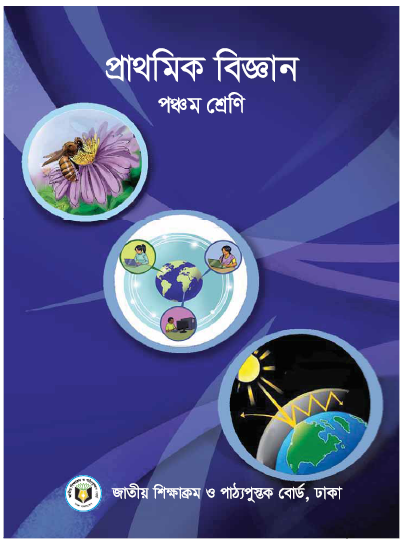 প্রাথমিক বিজ্ঞান
পঞ্চম শ্রেণি
জাতীয় শিক্ষাক্রম ও পাঠ্যপুস্তক বোর্ড, ঢাকা